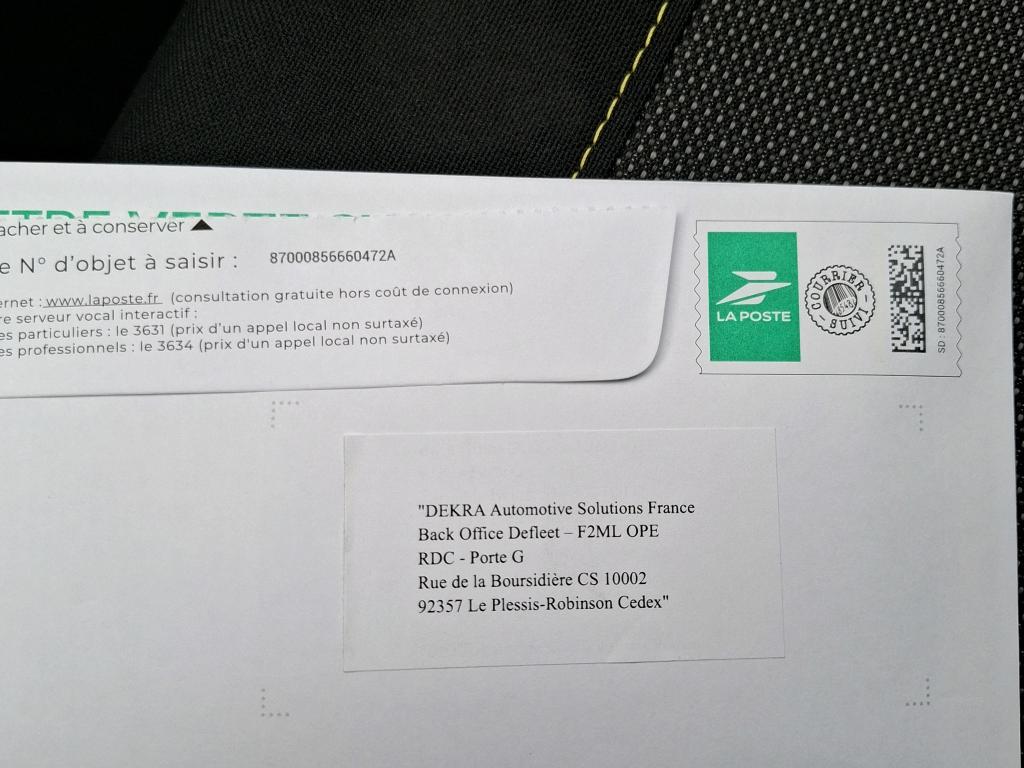 acher et à conserver
e N° d'objet à saisir : 87000856660472A
ernet : www.laposte.fr (consultation gratuite hors coût de connexion)
re serveur vocal interactif :
es particuliers : le 3631 (prix d'un appel local non surtaxé)
es professionnels : le 3634 (prix d'un appel local non surtaxé)
LA POSTE
COURRIER
SUIVI
SD : 87000856660472A
"DEKRA Automotive Solutions France
Back Office Defleet – F2ML OPE
RDC - Porte G
Rue de la Boursidière CS 10002
92357 Le Plessis-Robinson Cedex"